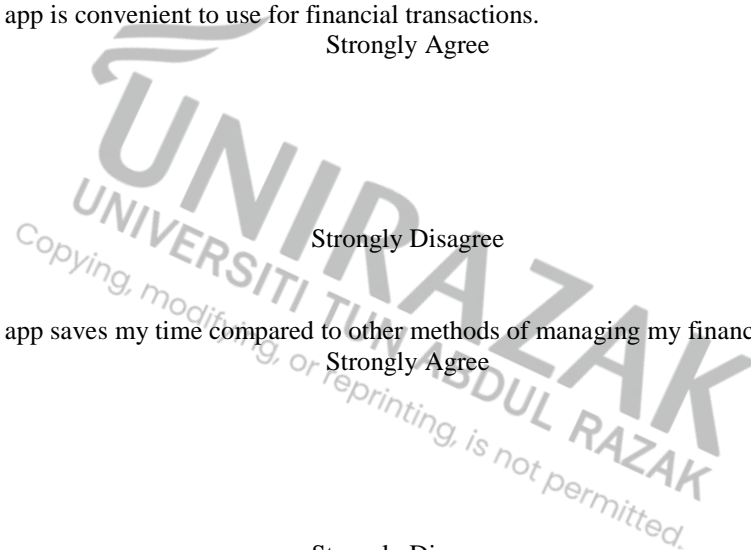 app is convenient to use for financial transactions.
Strongly Agree
UNIRAZAK
UNIVERSITI TUN ABDUL RAZAK
Copying, modifying, or reprinting, is not permitted.
Strongly Disagree
app saves my time compared to other methods of managing my financ
Strongly Agree